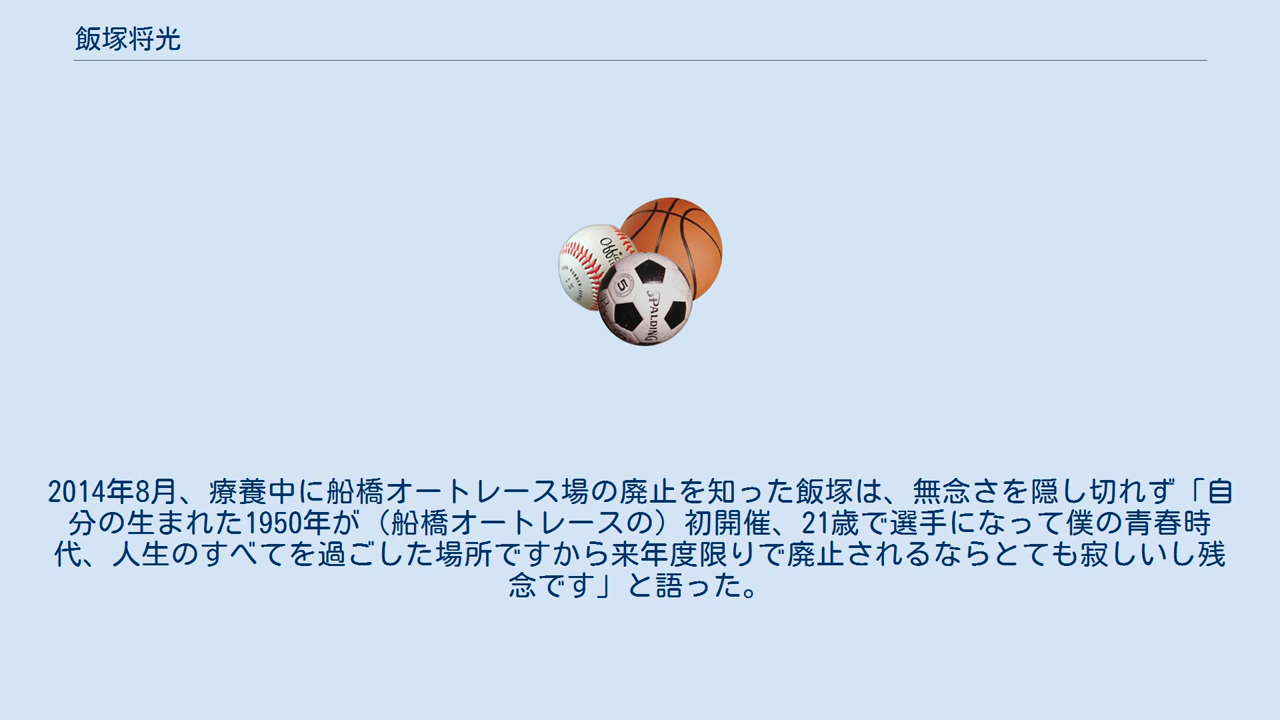 飯塚将光
Offici
5
SPALDING
2014年8月、療養中に船橋オートレース場の廃止を知った飯塚は、無念さを隠し切れず「自
分の生まれた1950年が（船橋オートレースの）初開催、21歳で選手になって僕の青春時
代、人生のすべてを過ごした場所ですから来年度限りで廃止されるならとても寂しいし残
念です」と語った。